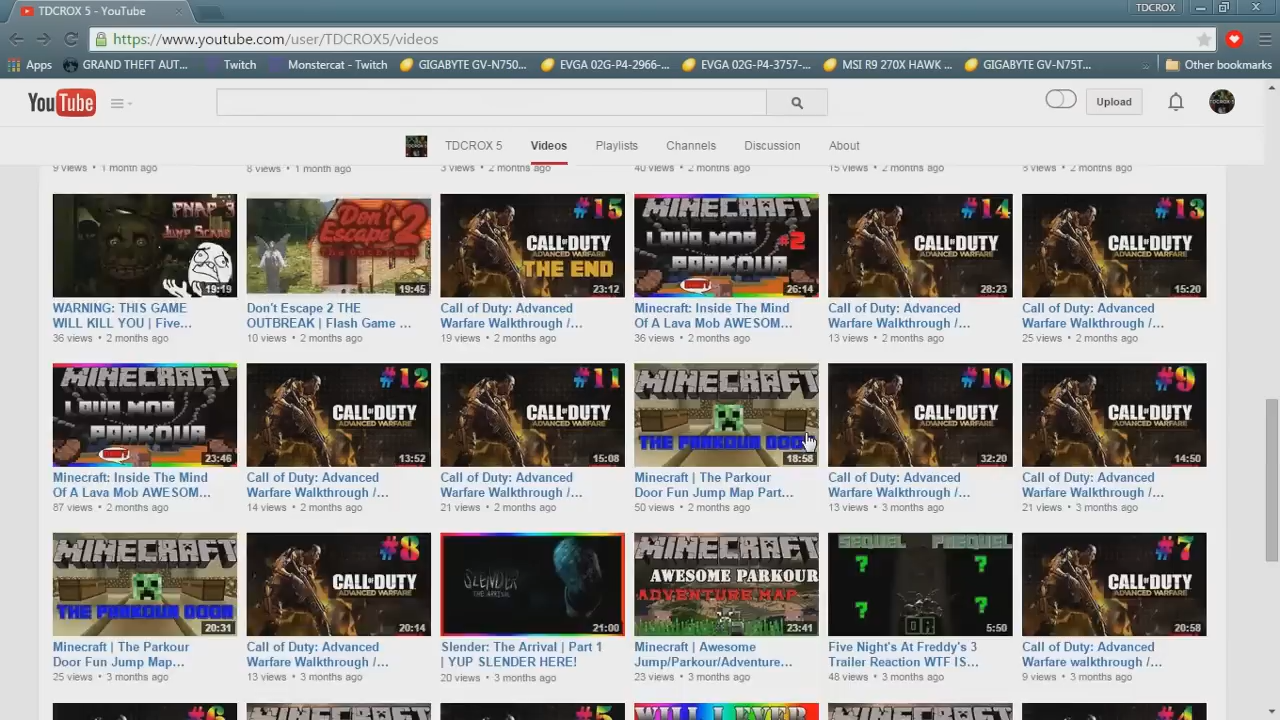 TDCROX 5 - YouTube
TDCROX
https://www.youtube.com/user/TDCROX5/videos
Apps
GRAND THEFT AUT...
Twitch
Monstercat - Twitch
GIGABYTE GV-N750...
EVGA 02G-P4-2966-...
EVGA 02G-P4-3757-...
MSI R9 270X HAWK ...
GIGABYTE GV-N75T...
Other bookmarks
YouTube
Upload
TDCROX 5
Videos
Playlists
Channels
Discussion
About
9 views • 1 month ago
8 views • 1 month ago
3 views • 2 months ago
40 views • 2 months ago
15 views • 2 months ago
8 views • 2 months ago
FNAF 3
JUMP SCARE
19:19
Don't
Escape 2
19:45
#15
CALL OF DUTY
ADVANCED WARFARE
THE END
23:12
MINECRAFT
LAVA MOB #2
PARKOUR
26:14
#14
CALL OF DUTY
ADVANCED WARFARE
28:23
#13
CALL OF DUTY
ADVANCED WARFARE
15:20
WARNING: THIS GAME
WILL KILL YOU | Five...
36 views • 2 months ago
Don't Escape 2 THE
OUTBREAK | Flash Game ...
10 views • 2 months ago
Call of Duty: Advanced
Warfare Walkthrough /...
19 views • 2 months ago
Minecraft: Inside The Mind
Of A Lava Mob AWESOM...
36 views • 2 months ago
Call of Duty: Advanced
Warfare Walkthrough /...
13 views • 2 months ago
Call of Duty: Advanced
Warfare Walkthrough /...
25 views • 2 months ago
MINECRAFT
LAVA MOB
PARKOUR
23:46
#12
CALL OF DUTY
ADVANCED WARFARE
13:52
#11
CALL OF DUTY
ADVANCED WARFARE
15:08
MINECRAFT
THE PARKOUR DOOR
18:58
#10
CALL OF DUTY
ADVANCED WARFARE
32:20
#9
CALL OF DUTY
ADVANCED WARFARE
14:50
Minecraft: Inside The Mind
Of A Lava Mob AWESOM...
87 views • 2 months ago
Call of Duty: Advanced
Warfare Walkthrough /...
14 views • 2 months ago
Call of Duty: Advanced
Warfare Walkthrough /...
21 views • 2 months ago
Minecraft | The Parkour
Door Fun Jump Map Part...
50 views • 2 months ago
Call of Duty: Advanced
Warfare Walkthrough /...
13 views • 3 months ago
Call of Duty: Advanced
Warfare Walkthrough /...
21 views • 3 months ago
MINECRAFT
THE PARKOUR DOOR
20:31
#8
CALL OF DUTY
ADVANCED WARFARE
20:14
SLENDER
THE ARRIVAL
21:00
MINECRAFT
AWESOME PARKOUR
ADVENTURE MAP
23:41
SEQUEL PREQUEL
? ?
? ?
OR
5:50
#7
CALL OF DUTY
ADVANCED WARFARE
20:58
Minecraft | The Parkour
Door Fun Jump Map...
25 views • 3 months ago
Call of Duty: Advanced
Warfare Walkthrough /...
13 views • 3 months ago
Slender: The Arrival | Part 1
| YUP SLENDER HERE!
20 views • 3 months ago
Minecraft | Awesome
Jump/Parkour/Adventure...
23 views • 3 months ago
Five Night's At Freddy's 3
Trailer Reaction WTF IS...
48 views • 3 months ago
Call of Duty: Advanced
Warfare walkthrough /...
9 views • 3 months ago
#6
MINECRAFT
#5
WILL I EVER
MINECRAFT
#4